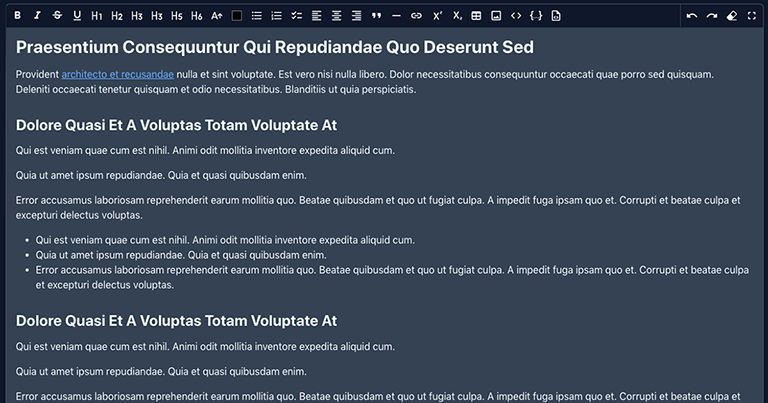 B I S U H1 H2 H3 H3 H5 H6 A
Praesentium Consequuntur Qui Repudiandae Quo Deserunt Sed
Provident architecto et recusandae nulla et sint voluptate. Est vero nisi nulla libero. Dolor necessitatibus consequuntur occaecati quae porro sed quisquam.
Deleniti occaecati tenetur quisquam et odio necessitatibus. Blanditiis ut quia perspiciatis.
Dolore Quasi Et A Voluptas Totam Voluptate At
Qui est veniam quae cum est nihil. Animi odit mollitia inventore expedita aliquid cum.
Quia ut amet ipsum repudiandae. Quia et quasi quibusdam enim.
Error accusamus laboriosam reprehenderit earum mollitia quo. Beatae quibusdam et quo ut fugiat culpa. A impedit fuga ipsam quo et. Corrupti et beatae culpa et
excepturi delectus voluptas.
• Qui est veniam quae cum est nihil. Animi odit mollitia inventore expedita aliquid cum.
• Quia ut amet ipsum repudiandae. Quia et quasi quibusdam enim.
• Error accusamus laboriosam reprehenderit earum mollitia quo. Beatae quibusdam et quo ut fugiat culpa. A impedit fuga ipsam quo et. Corrupti et beatae culpa
et excepturi delectus voluptas.
Dolore Quasi Et A Voluptas Totam Voluptate At
Qui est veniam quae cum est nihil. Animi odit mollitia inventore expedita aliquid cum.
Quia ut amet ipsum repudiandae. Quia et quasi quibusdam enim.
Error accusamus laboriosam reprehenderit earum mollitia quo. Beatae quibusdam et quo ut fugiat culpa. A impedit fuga ipsam quo et. Corrupti et beatae culpa et